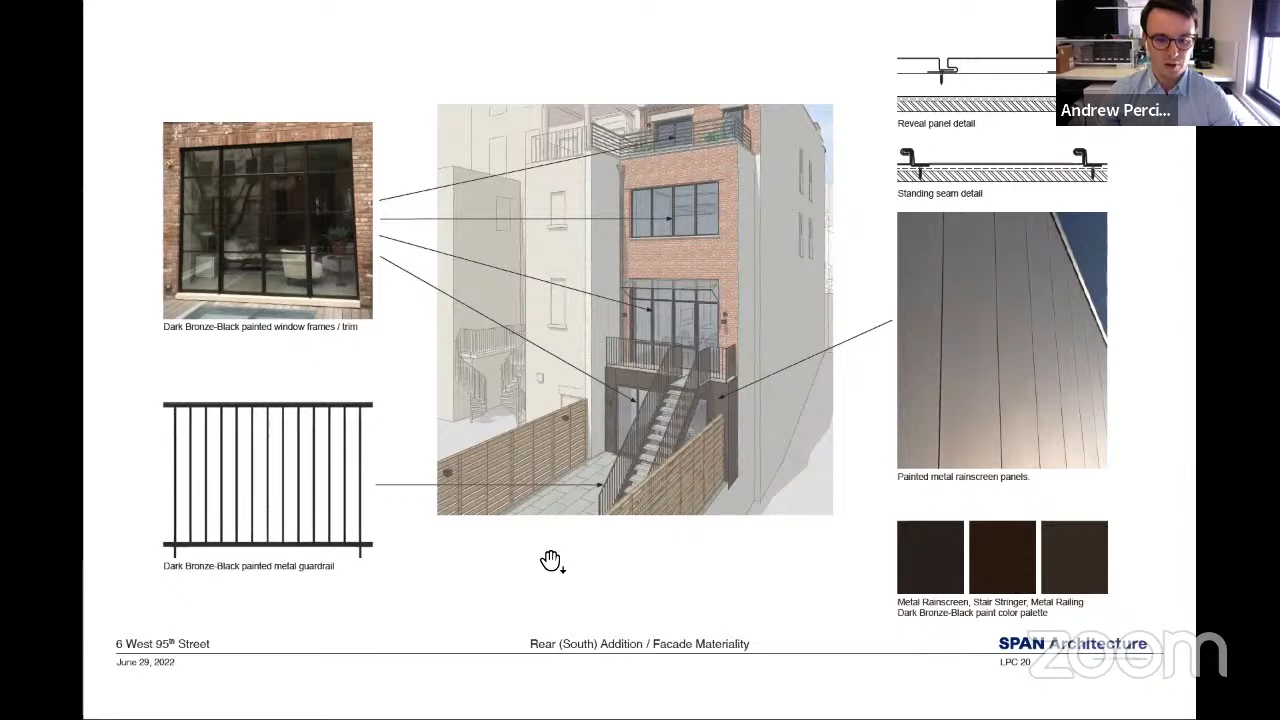 Andrew Perci...
Reveal panel detail
Standing seam detail
Dark Bronze-Black painted window frames / trim
Painted metal rainscreen panels.
Dark Bronze-Black painted metal guardrail
Metal Rainscreen, Stair Stringer, Metal Railing
Dark Bronze-Black paint color palette
6 West 95th Street
Rear (South) Addition / Facade Materiality
SPAN Architecture
June 29, 2022
LPC 20
zoom